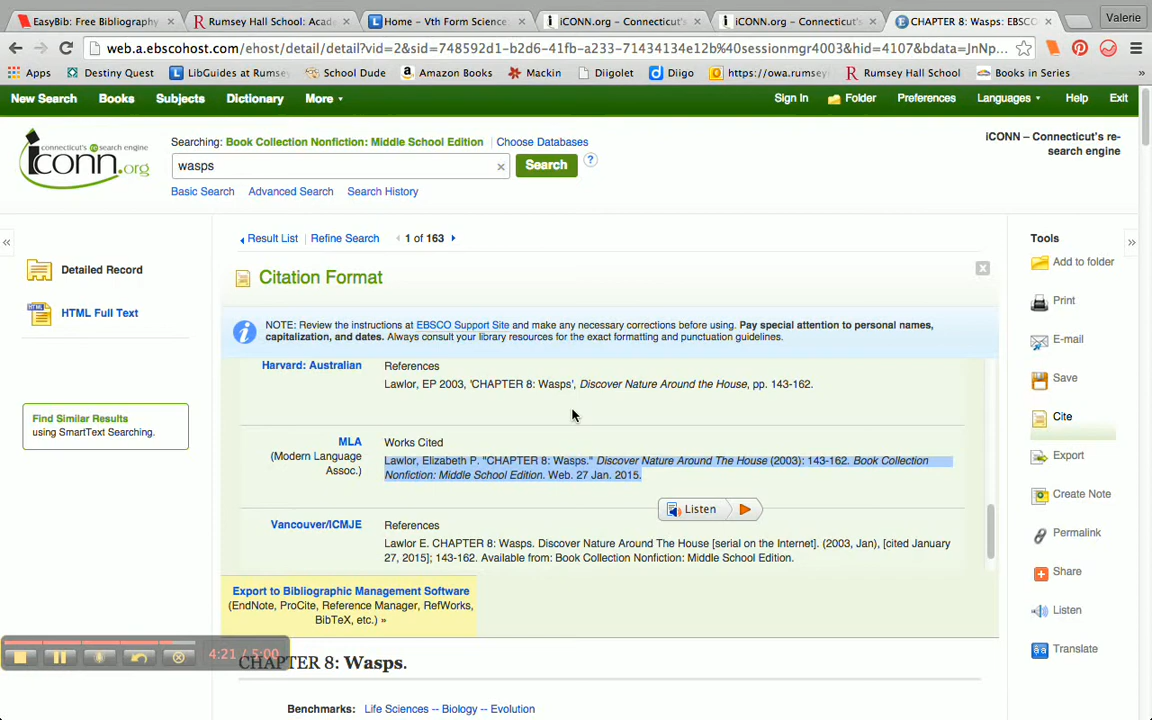 EasyBib: Free Bibliography
Rumsey Hall School: Acade
Home – Vth Form Science:
iCONN.org – Connecticut's
iCONN.org – Connecticut's
CHAPTER 8: Wasps: EBSCO
Valerie
web.a.ebscohost.com/ehost/detail/detail?vid=2&sid=748592d1-b2d6-41fb-a233-71434134e12b%40sessionmgr4003&hid=4107&bdata=JnNp...
Apps
Destiny Quest
LibGuides at Rumse
School Dude
Amazon Books
Mackin
Diigolet
Diigo
https://owa.rumsey
Rumsey Hall School
Books in Series
»
New Search
Books
Subjects
Dictionary
More
Sign In
Folder
Preferences
Languages
Help
Exit
connecticut's re search engine
iconn.org
Searching: Book Collection Nonfiction: Middle School Edition Choose Databases
wasps
Search
?
Basic Search
Advanced Search
Search History
iCONN – Connecticut's re-
search engine
«
Result List
Refine Search
1 of 163
Tools
»
Detailed Record
HTML Full Text
Find Similar Results
using SmartText Searching.
Citation Format
NOTE: Review the instructions at EBSCO Support Site and make any necessary corrections before using. Pay special attention to personal names,
capitalization, and dates. Always consult your library resources for the exact formatting and punctuation guidelines.
Harvard: Australian
References
Lawlor, EP 2003, 'CHAPTER 8: Wasps', Discover Nature Around the House, pp. 143-162.
MLA
(Modern Language
Assoc.)
Works Cited
Lawlor, Elizabeth P. "CHAPTER 8: Wasps." Discover Nature Around The House (2003): 143-162. Book Collection
Nonfiction: Middle School Edition. Web. 27 Jan. 2015.
Listen
Vancouver/ICMJE
References
Lawlor E. CHAPTER 8: Wasps. Discover Nature Around The House [serial on the Internet]. (2003, Jan), [cited January
27, 2015]; 143-162. Available from: Book Collection Nonfiction: Middle School Edition.
Export to Bibliographic Management Software
(EndNote, ProCite, Reference Manager, RefWorks,
BibTeX, etc.) »
Add to folder
Print
E-mail
Save
Cite
Export
Create Note
Permalink
Share
Listen
Translate
4:21 / 5:00
CHAPTER 8: Wasps.
Benchmarks: Life Sciences -- Biology -- Evolution